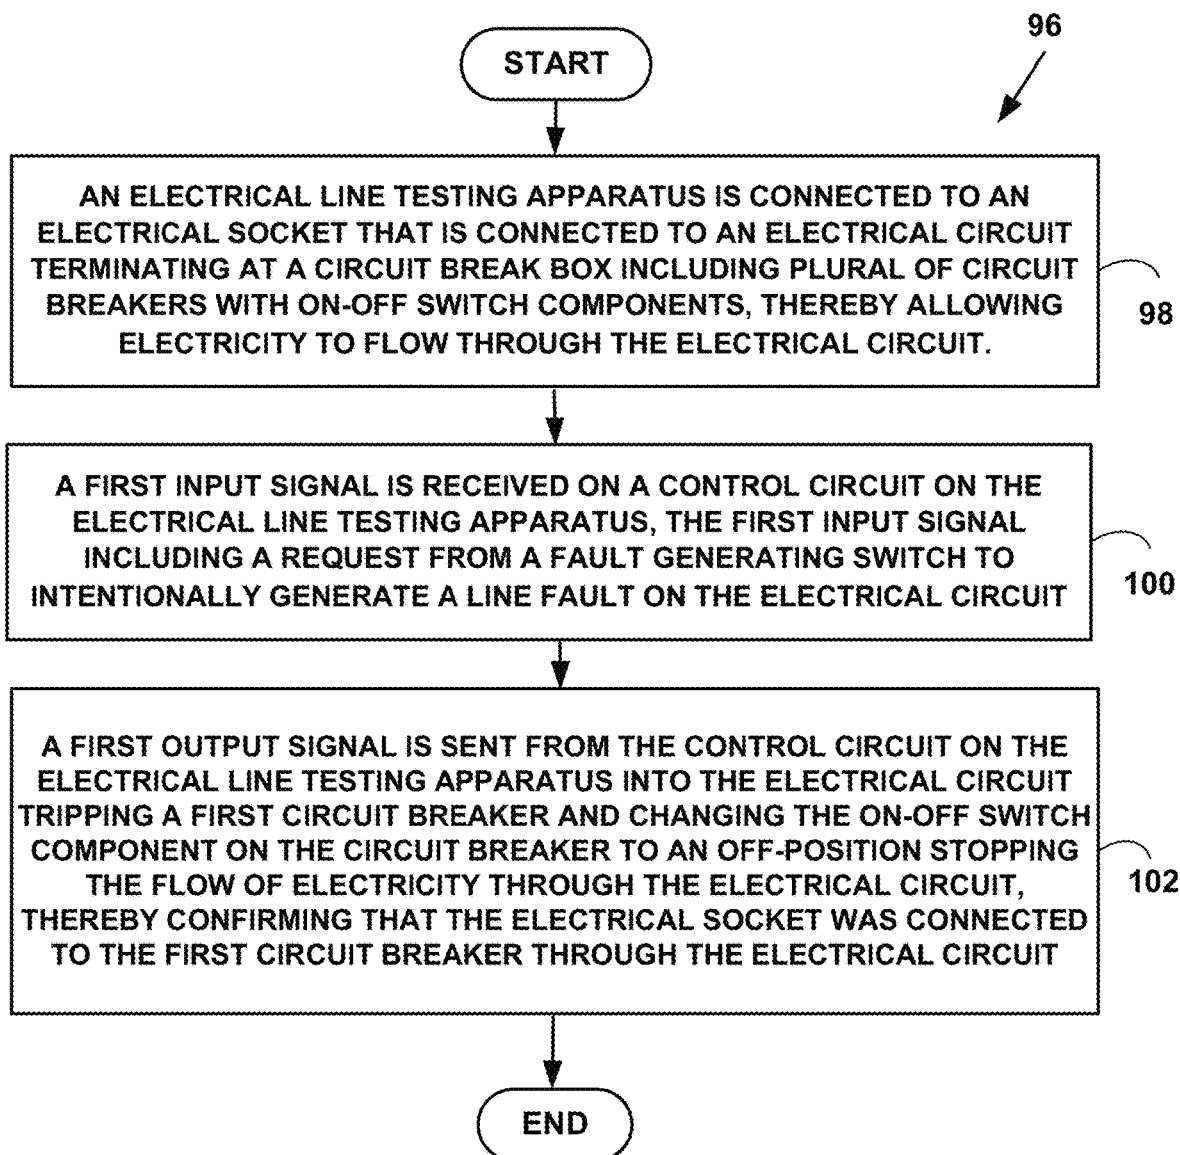 96
START
AN ELECTRICAL LINE TESTING APPARATUS IS CONNECTED TO AN
ELECTRICAL SOCKET THAT IS CONNECTED TO AN ELECTRICAL CIRCUIT
TERMINATING AT A CIRCUIT BREAK BOX INCLUDING PLURAL OF CIRCUIT
BREAKERS WITH ON-OFF SWITCH COMPONENTS, THEREBY ALLOWING
ELECTRICITY TO FLOW THROUGH THE ELECTRICAL CIRCUIT.
98
A FIRST INPUT SIGNAL IS RECEIVED ON A CONTROL CIRCUIT ON THE
ELECTRICAL LINE TESTING APPARATUS, THE FIRST INPUT SIGNAL
INCLUDING A REQUEST FROM A FAULT GENERATING SWITCH TO
INTENTIONALLY GENERATE A LINE FAULT ON THE ELECTRICAL CIRCUIT
100
A FIRST OUTPUT SIGNAL IS SENT FROM THE CONTROL CIRCUIT ON THE
ELECTRICAL LINE TESTING APPARATUS INTO THE ELECTRICAL CIRCUIT
TRIPPING A FIRST CIRCUIT BREAKER AND CHANGING THE ON-OFF SWITCH
COMPONENT ON THE CIRCUIT BREAKER TO AN OFF-POSITION STOPPING
THE FLOW OF ELECTRICITY THROUGH THE ELECTRICAL CIRCUIT,
THEREBY CONFIRMING THAT THE ELECTRICAL SOCKET WAS CONNECTED
TO THE FIRST CIRCUIT BREAKER THROUGH THE ELECTRICAL CIRCUIT
102
END